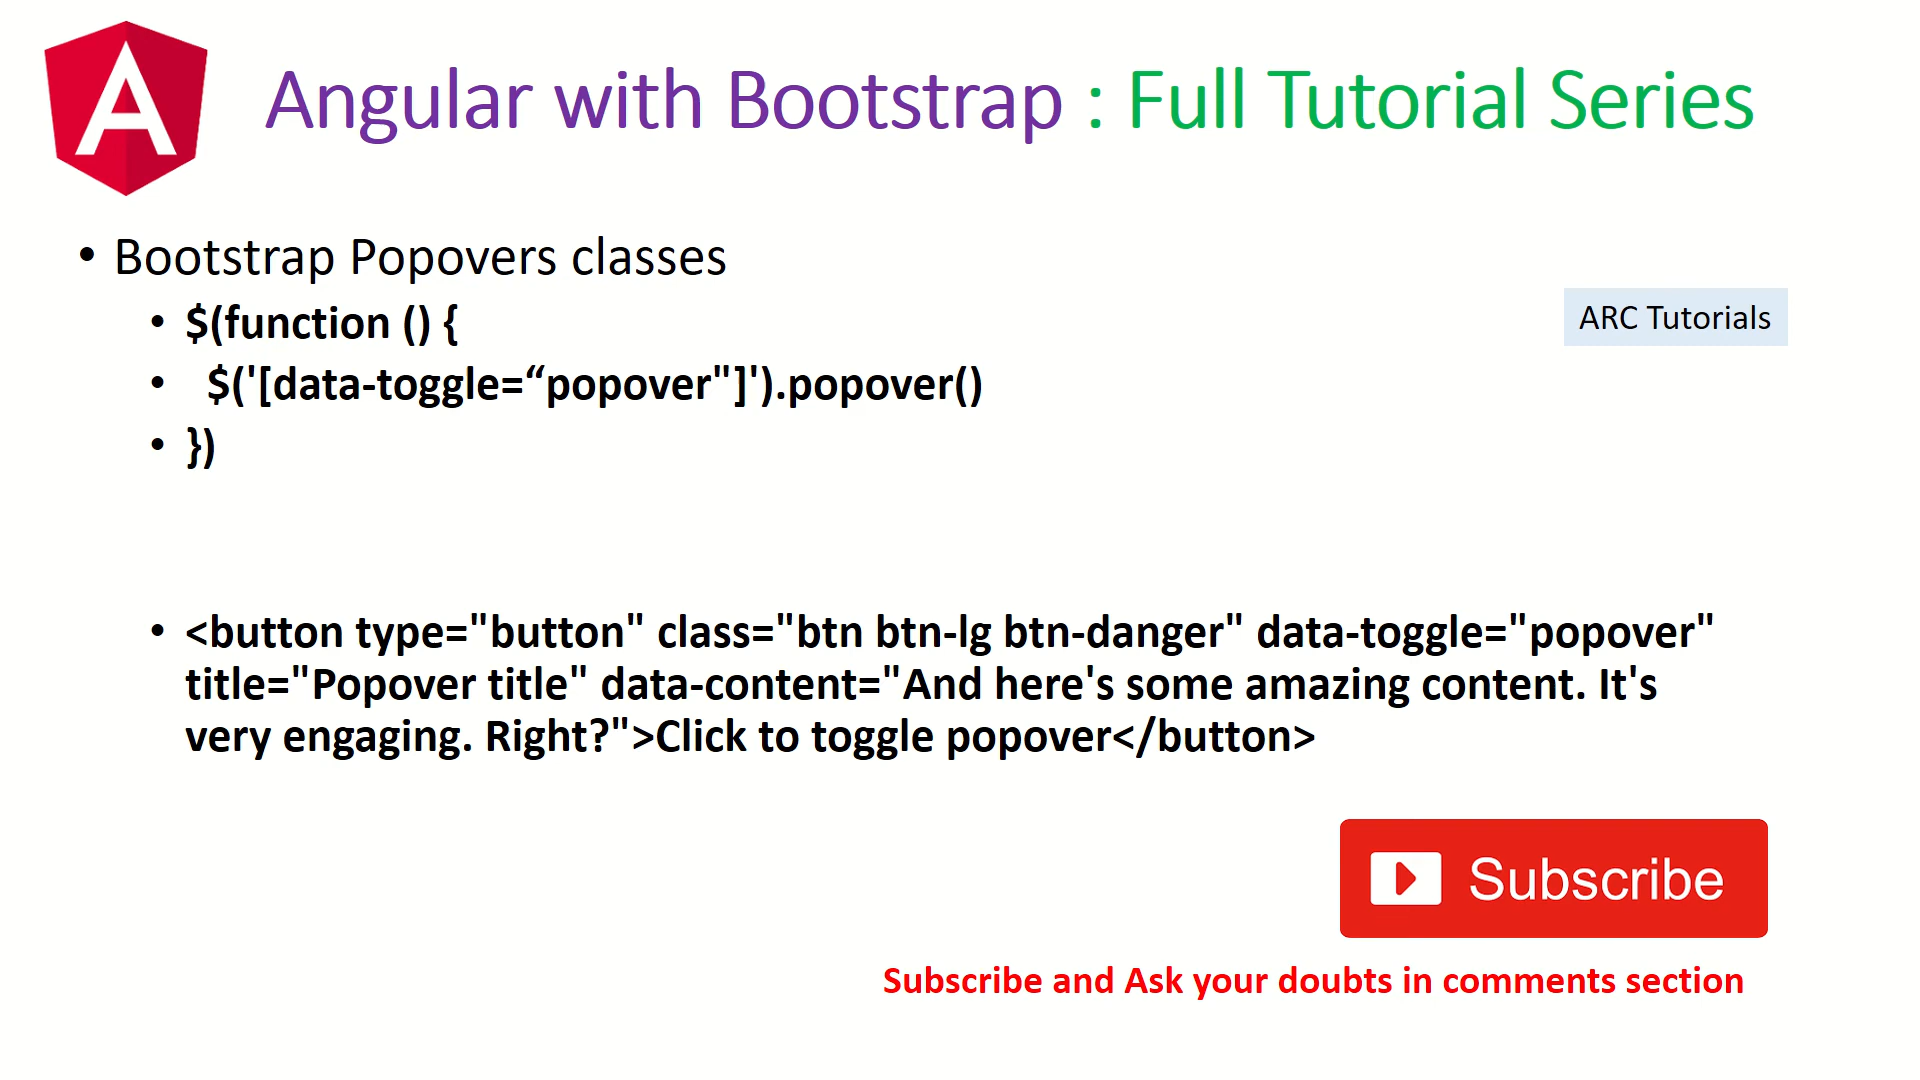 Angular with Bootstrap : Full Tutorial Series
• Bootstrap Popovers classes
• $(function () {
ARC Tutorials
• $('[data-toggle=“popover"]').popover()
• })
• <button type="button" class="btn btn-lg btn-danger" data-toggle="popover"
title="Popover title" data-content="And here's some amazing content. It's
very engaging. Right?">Click to toggle popover</button>
Subscribe
Subscribe and Ask your doubts in comments section